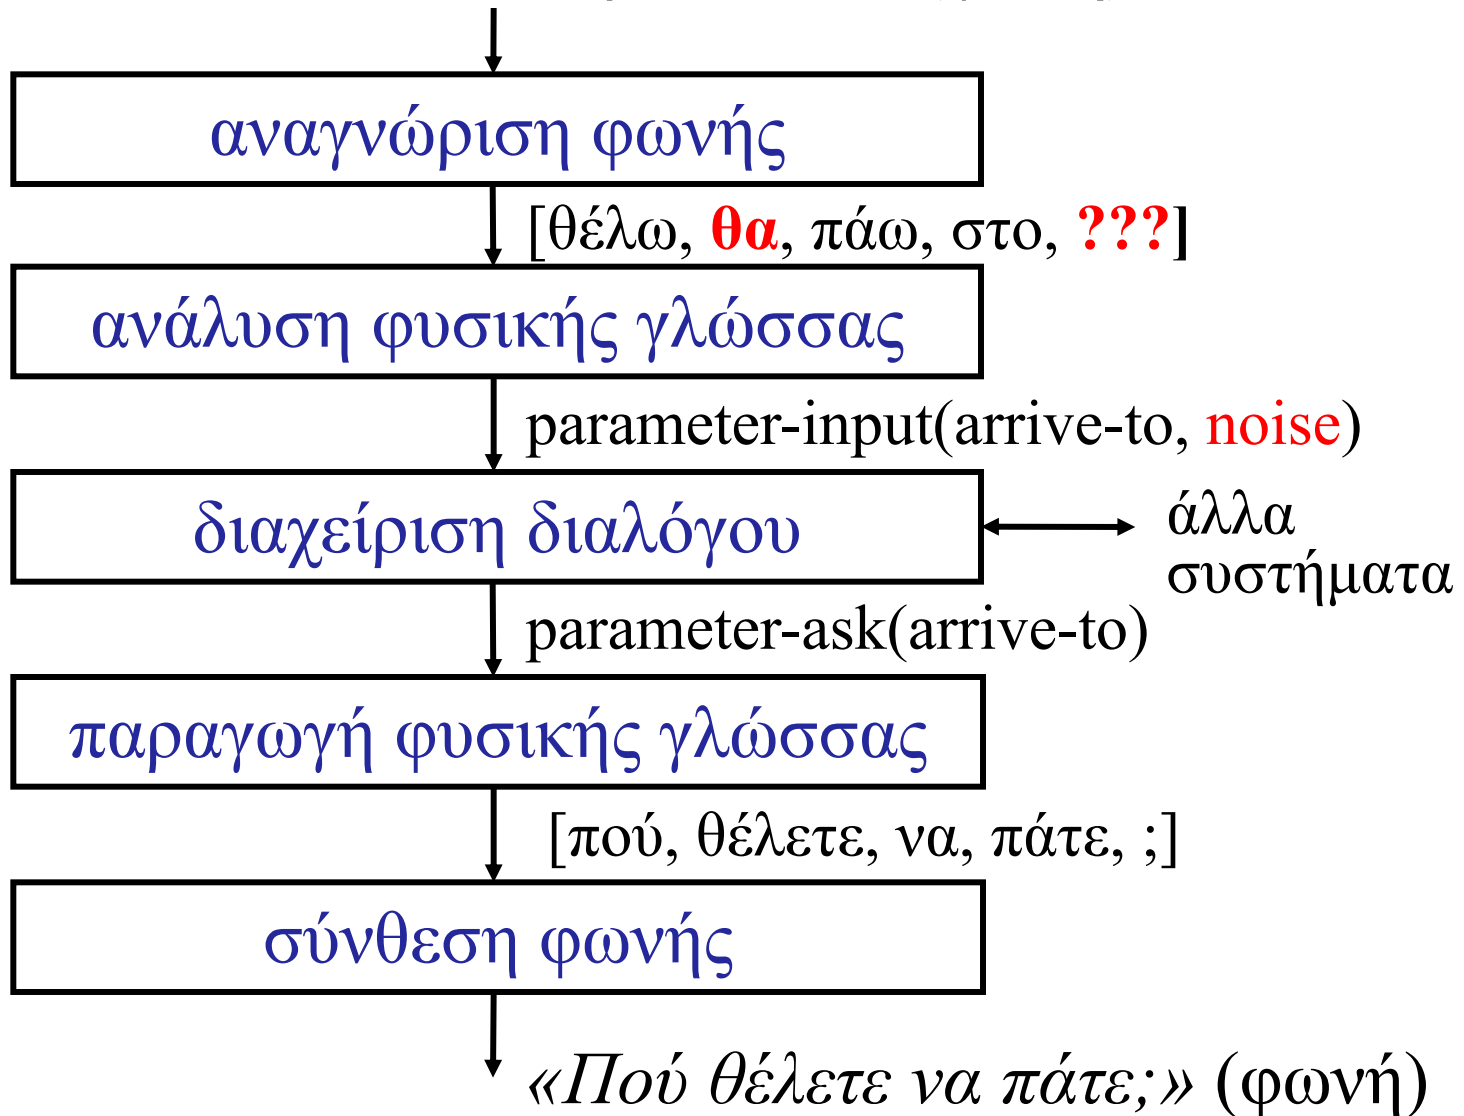 αναγνώριση φωνής
[θέλω, θα, πάω, στο, ???]
ανάλυση φυσικής γλώσσας
parameter-input(arrive-to, noise)
διαχείριση διαλόγου
άλλα
συστήματα
parameter-ask(arrive-to)
παραγωγή φυσικής γλώσσας
[πού, θέλετε, να, πάτε, ;]
σύνθεση φωνής
«Πού θέλετε να πάτε;» (φωνή)